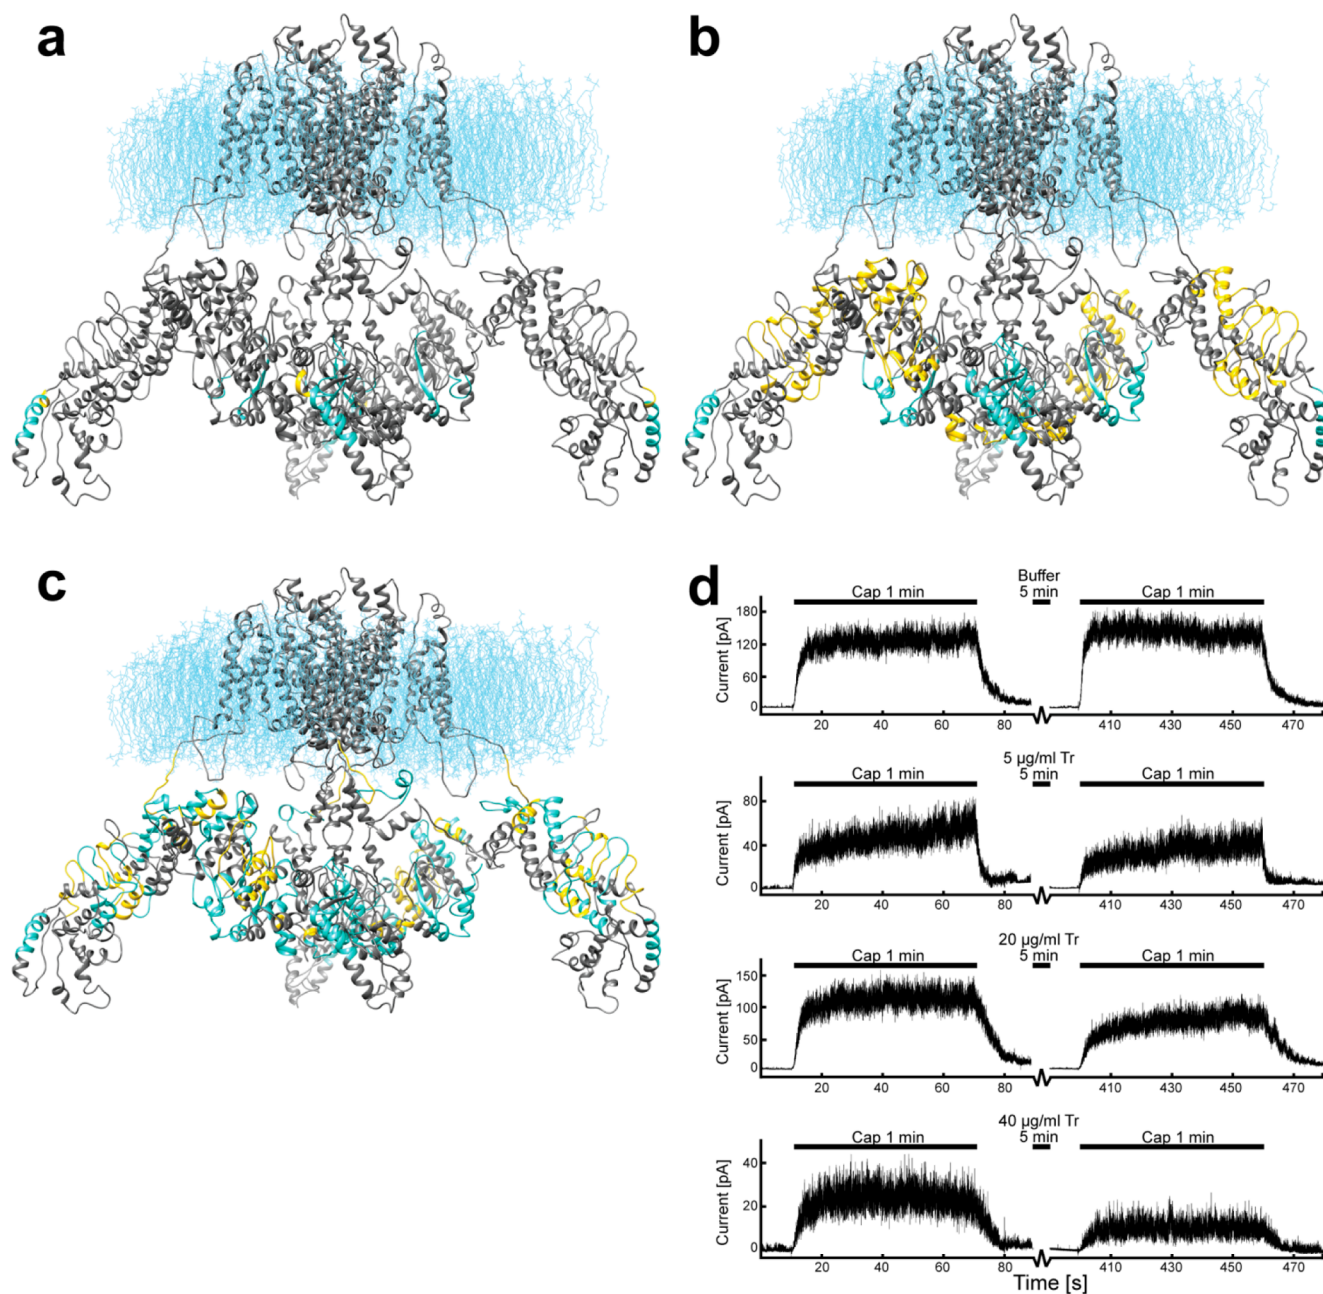 a
b
c
d
Buffer
Cap 1 min
5 min
Cap 1 min
Current [pA]
180
120
60
0
20
40
60
80
410
430
450
470
5 µg/ml Tr
Cap 1 min
5 min
Cap 1 min
Current [pA]
80
40
0
20
40
60
80
410
430
450
470
20 µg/ml Tr
Cap 1 min
5 min
Cap 1 min
Current [pA]
150
100
50
0
20
40
60
80
410
430
450
470
40 µg/ml Tr
Cap 1 min
5 min
Cap 1 min
Current [pA]
40
20
0
20
40
60
80
410
430
450
470
Time [s]